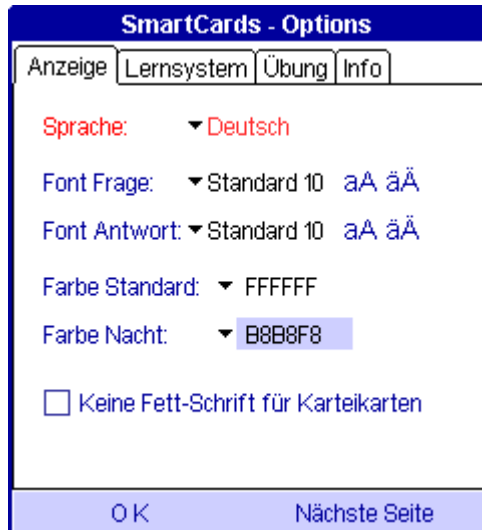 SmartCards - Options
Anzeige Lernsystem Übung Info
Sprache: Deutsch
Font Frage: Standard 10 aA äÄ
Font Antwort: Standard 10 aA äÄ
Farbe Standard: FFFFFF
Farbe Nacht: B8B8F8
Keine Fett-Schrift für Karteikarten
OK Nächste Seite